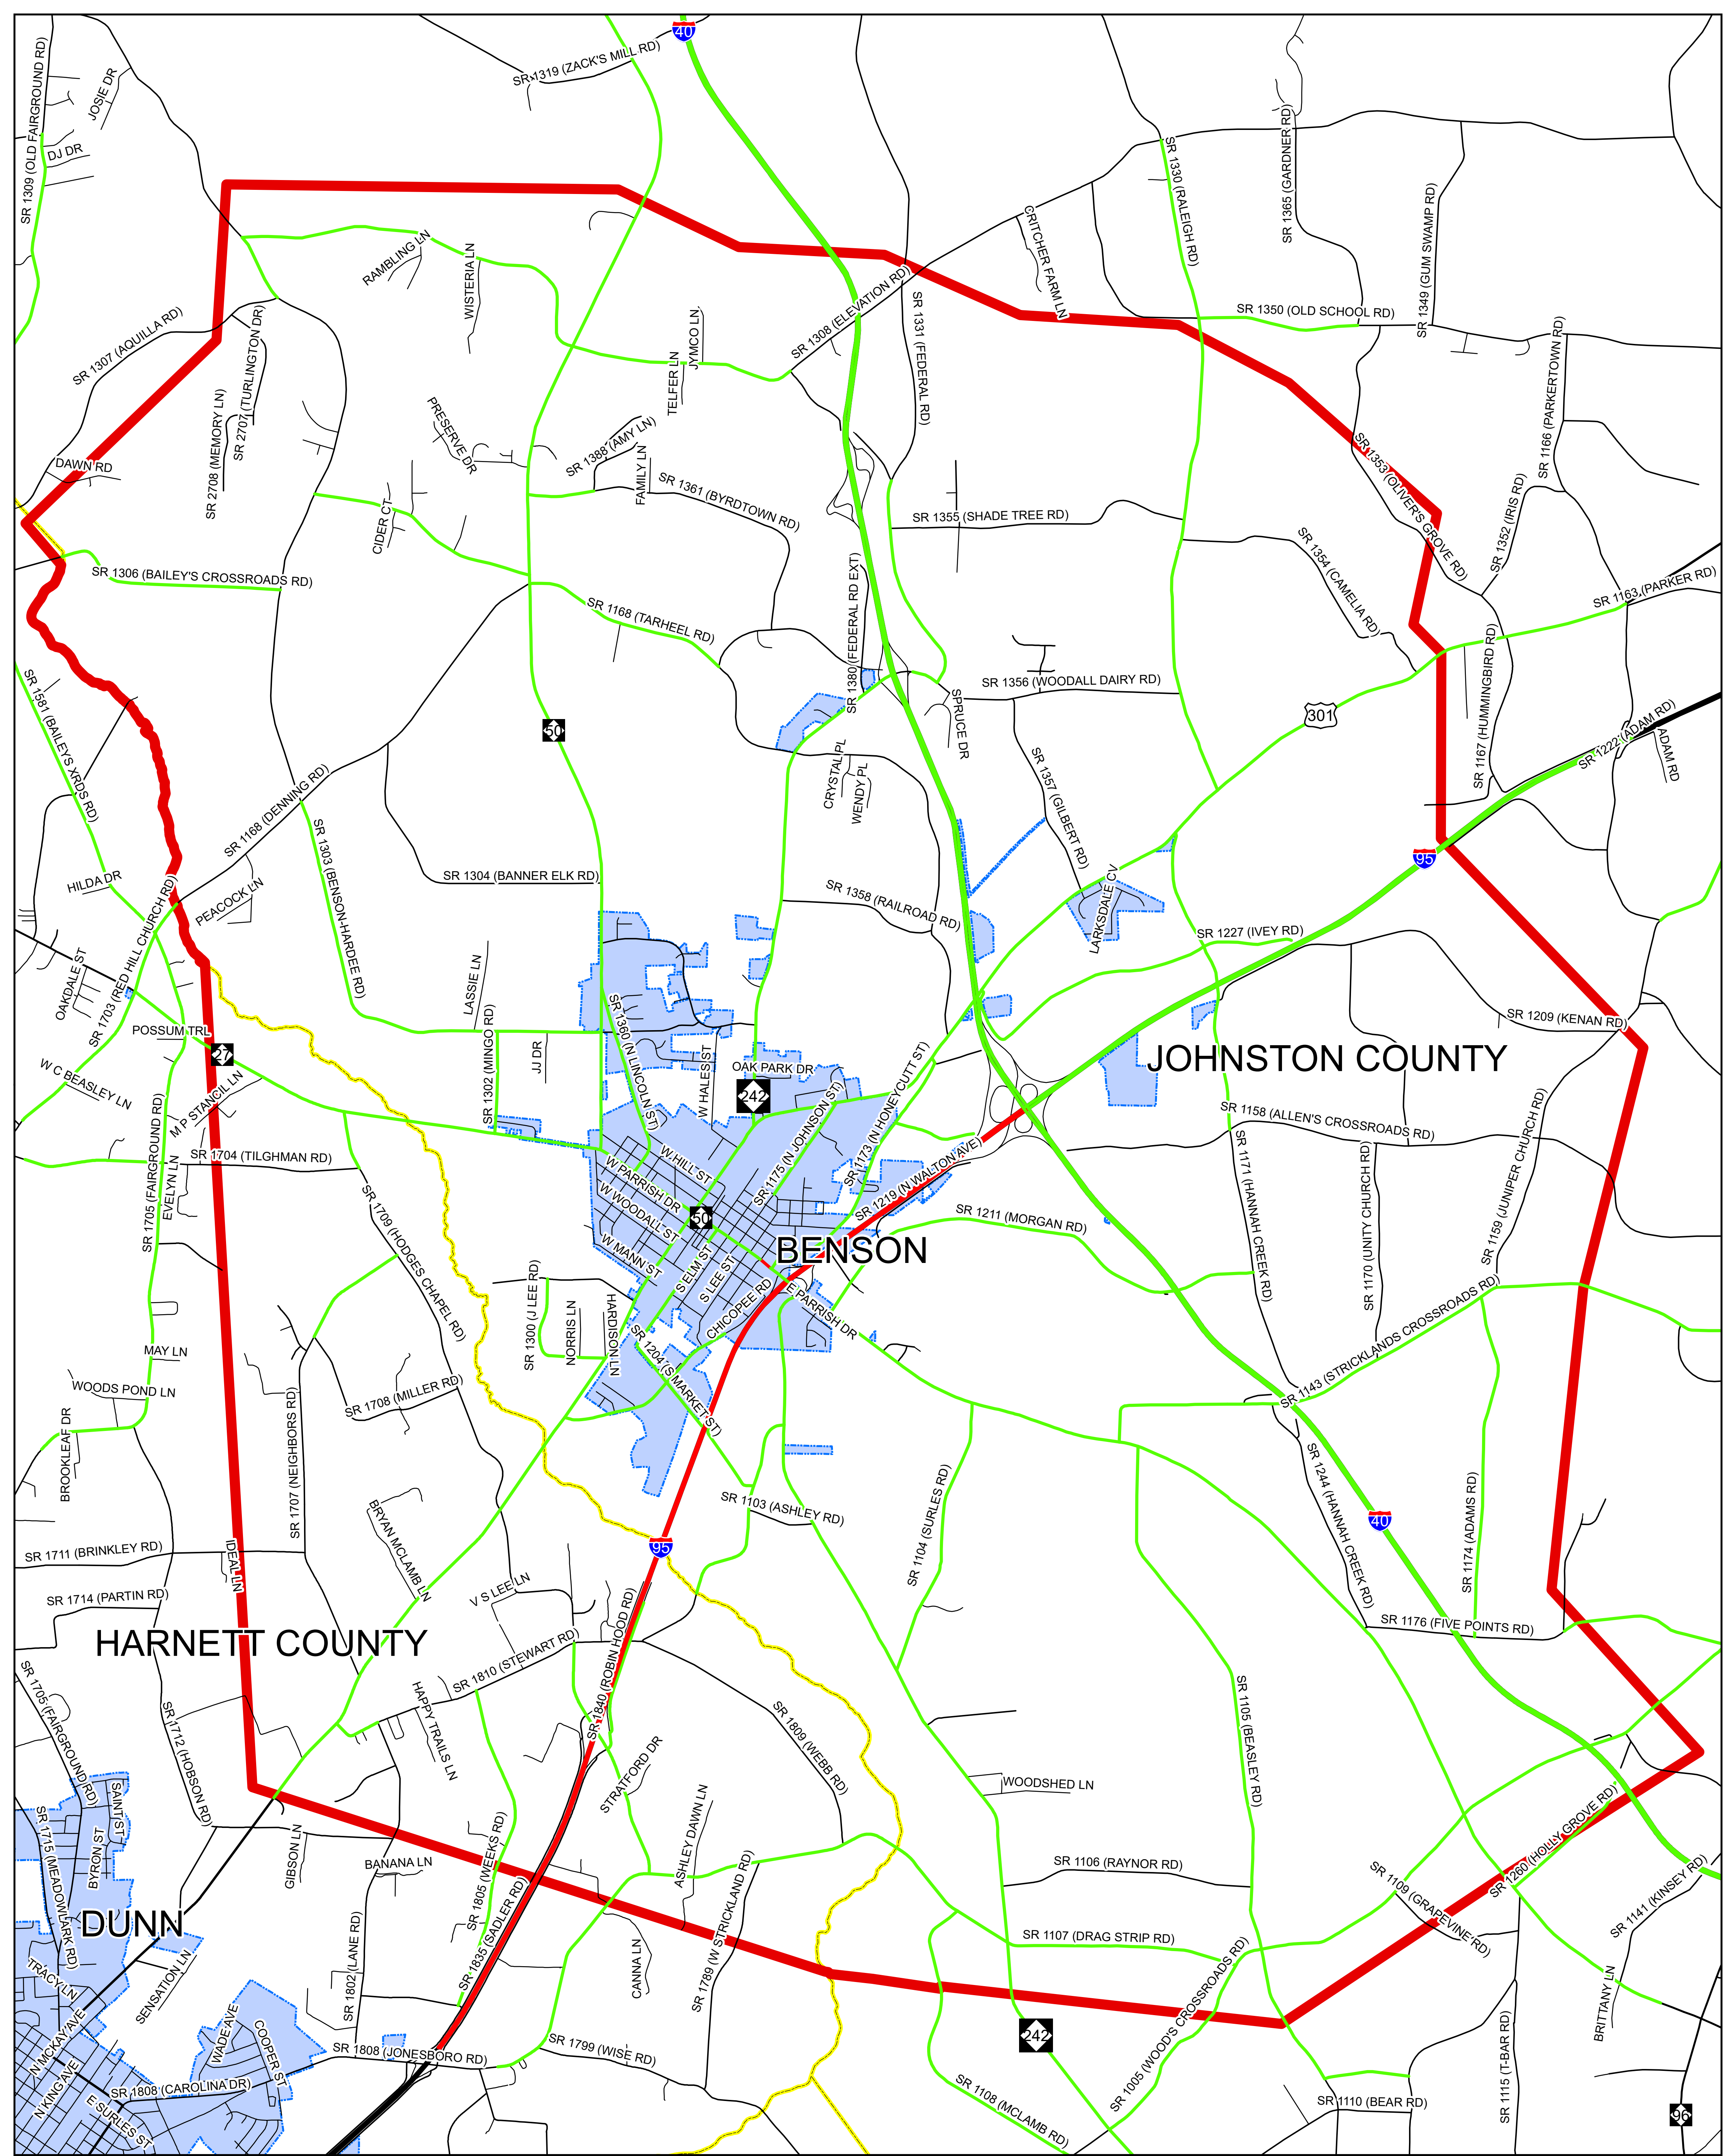 40
SR 1319 (ZACK'S MILL RD)
SR 1309 (OLD FAIRGROUND RD)
JOSIE DR
DJ DR
SR 1330 (RALEIGH RD)
SR 1365 (GARDNER RD)
SR 1349 (GUM SWAMP RD)
CRITCHER FARM LN
RAMBLING LN
WISTERIA LN
SR 1308 (ELEVATION RD)
SR 1331 (FEDERAL RD)
SR 1350 (OLD SCHOOL RD)
SR 1307 (AQUILLA RD)
SR 2707 (TURLINGTON DR)
SR 2708 (MEMORY LN)
JYMCO LN
TELFER LN
SR 1166 (PARKERTOWN RD)
PRESERVE DR
SR 1388 (AMY LN)
FAMILY LN
SR 1361 (BYRDTOWN RD)
DAWN RD
CIDER CT
SR 1353 (OLIVER'S GROVE RD)
SR 1352 (IRIS RD)
SR 1355 (SHADE TREE RD)
SR 1354 (CAMELIA RD)
SR 1163 (PARKER RD)
SR 1306 (BAILEY'S CROSSROADS RD)
SR 1168 (TARHEEL RD)
SR 1380 (FEDERAL RD EXT)
SR 1356 (WOODALL DAIRY RD)
SR 1167 (HUMMINGBIRD RD)
SPRUCE DR
301
50
SR 1222 (ADAM RD)
ADAM RD
SR 1581 (BAILEYS XRDS RD)
CRYSTAL PL
WENDY PL
SR 1357 (GILBERT RD)
SR 1168 (DENNING RD)
SR 1303 (BENSON-HARDEE RD)
95
SR 1304 (BANNER ELK RD)
HILDA DR
PEACOCK LN
SR 1358 (RAILROAD RD)
LARKSDALE CV
SR 1227 (IVEY RD)
SR 1703 (RED HILL CHURCH RD)
OAKDALE ST
LASSIE LN
SR 1360 (N LINCOLN ST)
SR 1209 (KENAN RD)
POSSUM TRL
27
SR 1302 (MINGO RD)
JJ DR
W HALES ST
OAK PARK DR
JOHNSTON COUNTY
242
W C BEASLEY LN
M P STANCIL LN
SR 1705 (FAIRGROUND RD)
SR 1175 (N JOHNSON ST)
SR 1173 (N HONEYCUTT ST)
SR 1158 (ALLEN'S CROSSROADS RD)
SR 1704 (TILGHMAN RD)
EVELYN LN
W HILL ST
W PARRISH DR
W WOODALL ST
W MANN ST
50
SR 1219 (N WALTON AVE)
SR 1211 (MORGAN RD)
SR 1171 (HANNAH CREEK RD)
SR 1170 (UNITY CHURCH RD)
SR 1159 (JUNIPER CHURCH RD)
BENSON
SR 1709 (HODGES CHAPEL RD)
S ELM ST
S LEE ST
CHICOPEE RD
E PARRISH DR
SR 1300 (J LEE RD)
NORRIS LN
HARDISON LN
SR 1204 (S MARKET ST)
SR 1143 (STRICKLANDS CROSSROADS RD)
MAY LN
WOODS POND LN
SR 1708 (MILLER RD)
BROOKLEAF DR
SR 1707 (NEIGHBORS RD)
BRYAN MCLAMB LN
SR 1103 (ASHLEY RD)
SR 1104 (SURLES RD)
SR 1244 (HANNAH CREEK RD)
40
SR 1174 (ADAMS RD)
95
SR 1711 (BRINKLEY RD)
IDEAL LN
SR 1714 (PARTIN RD)
V S LEE LN
SR 1176 (FIVE POINTS RD)
HARNETT COUNTY
SR 1840 (ROBIN HOOD RD)
SR 1810 (STEWART RD)
SR 1705 (FAIRGROUND RD)
SR 1712 (HOBSON RD)
HAPPY TRAILS LN
SR 1809 (WEBB RD)
SR 1105 (BEASLEY RD)
STRATFORD DR
WOODSHED LN
SAINT ST
SR 1715 (MEADOWLARK RD)
BYRON ST
GIBSON LN
BANANA LN
SR 1805 (WEEKS RD)
ASHLEY DAWN LN
SR 1106 (RAYNOR RD)
SR 1260 (HOLLY GROVE RD)
SR 1109 (GRAPEVINE RD)
SR 1141 (KINSEY RD)
DUNN
SR 1835 (SADLER RD)
SR 1789 (W STRICKLAND RD)
SR 1107 (DRAG STRIP RD)
TRACY LN
SENSATION LN
SR 1802 (LANE RD)
CANNA LN
SR 1005 (WOOD'S CROSSROADS RD)
BRITTANY LN
N MCKAY AVE
N KING AVE
WADE AVE
COOPER ST
242
SR 1808 (JONESBORO RD)
SR 1799 (WISE RD)
SR 1115 (T-BAR RD)
SR 1808 (CAROLINA DR)
E SURLES ST
SR 1108 (MCLAMB RD)
SR 1110 (BEAR RD)
96